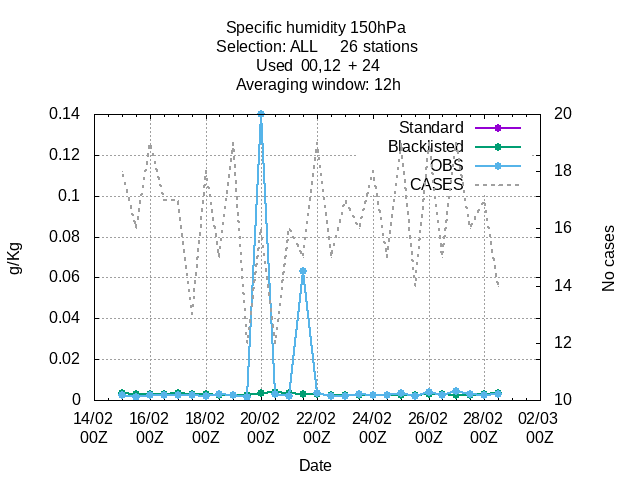 Specific humidity 150hPa
Selection: ALL 26 stations
Used 00,12 + 24
Averaging window: 12h
0.14
0.12
0.1
0.08
0.06
0.04
0.02
0
g/Kg
Standard
Blacklisted
OBS
CASES
20
18
16
14
12
10
No cases
14/02 16/02 18/02 20/02 22/02 24/02 26/02 28/02 02/03
00Z 00Z 00Z 00Z 00Z 00Z 00Z 00Z 00Z
Date